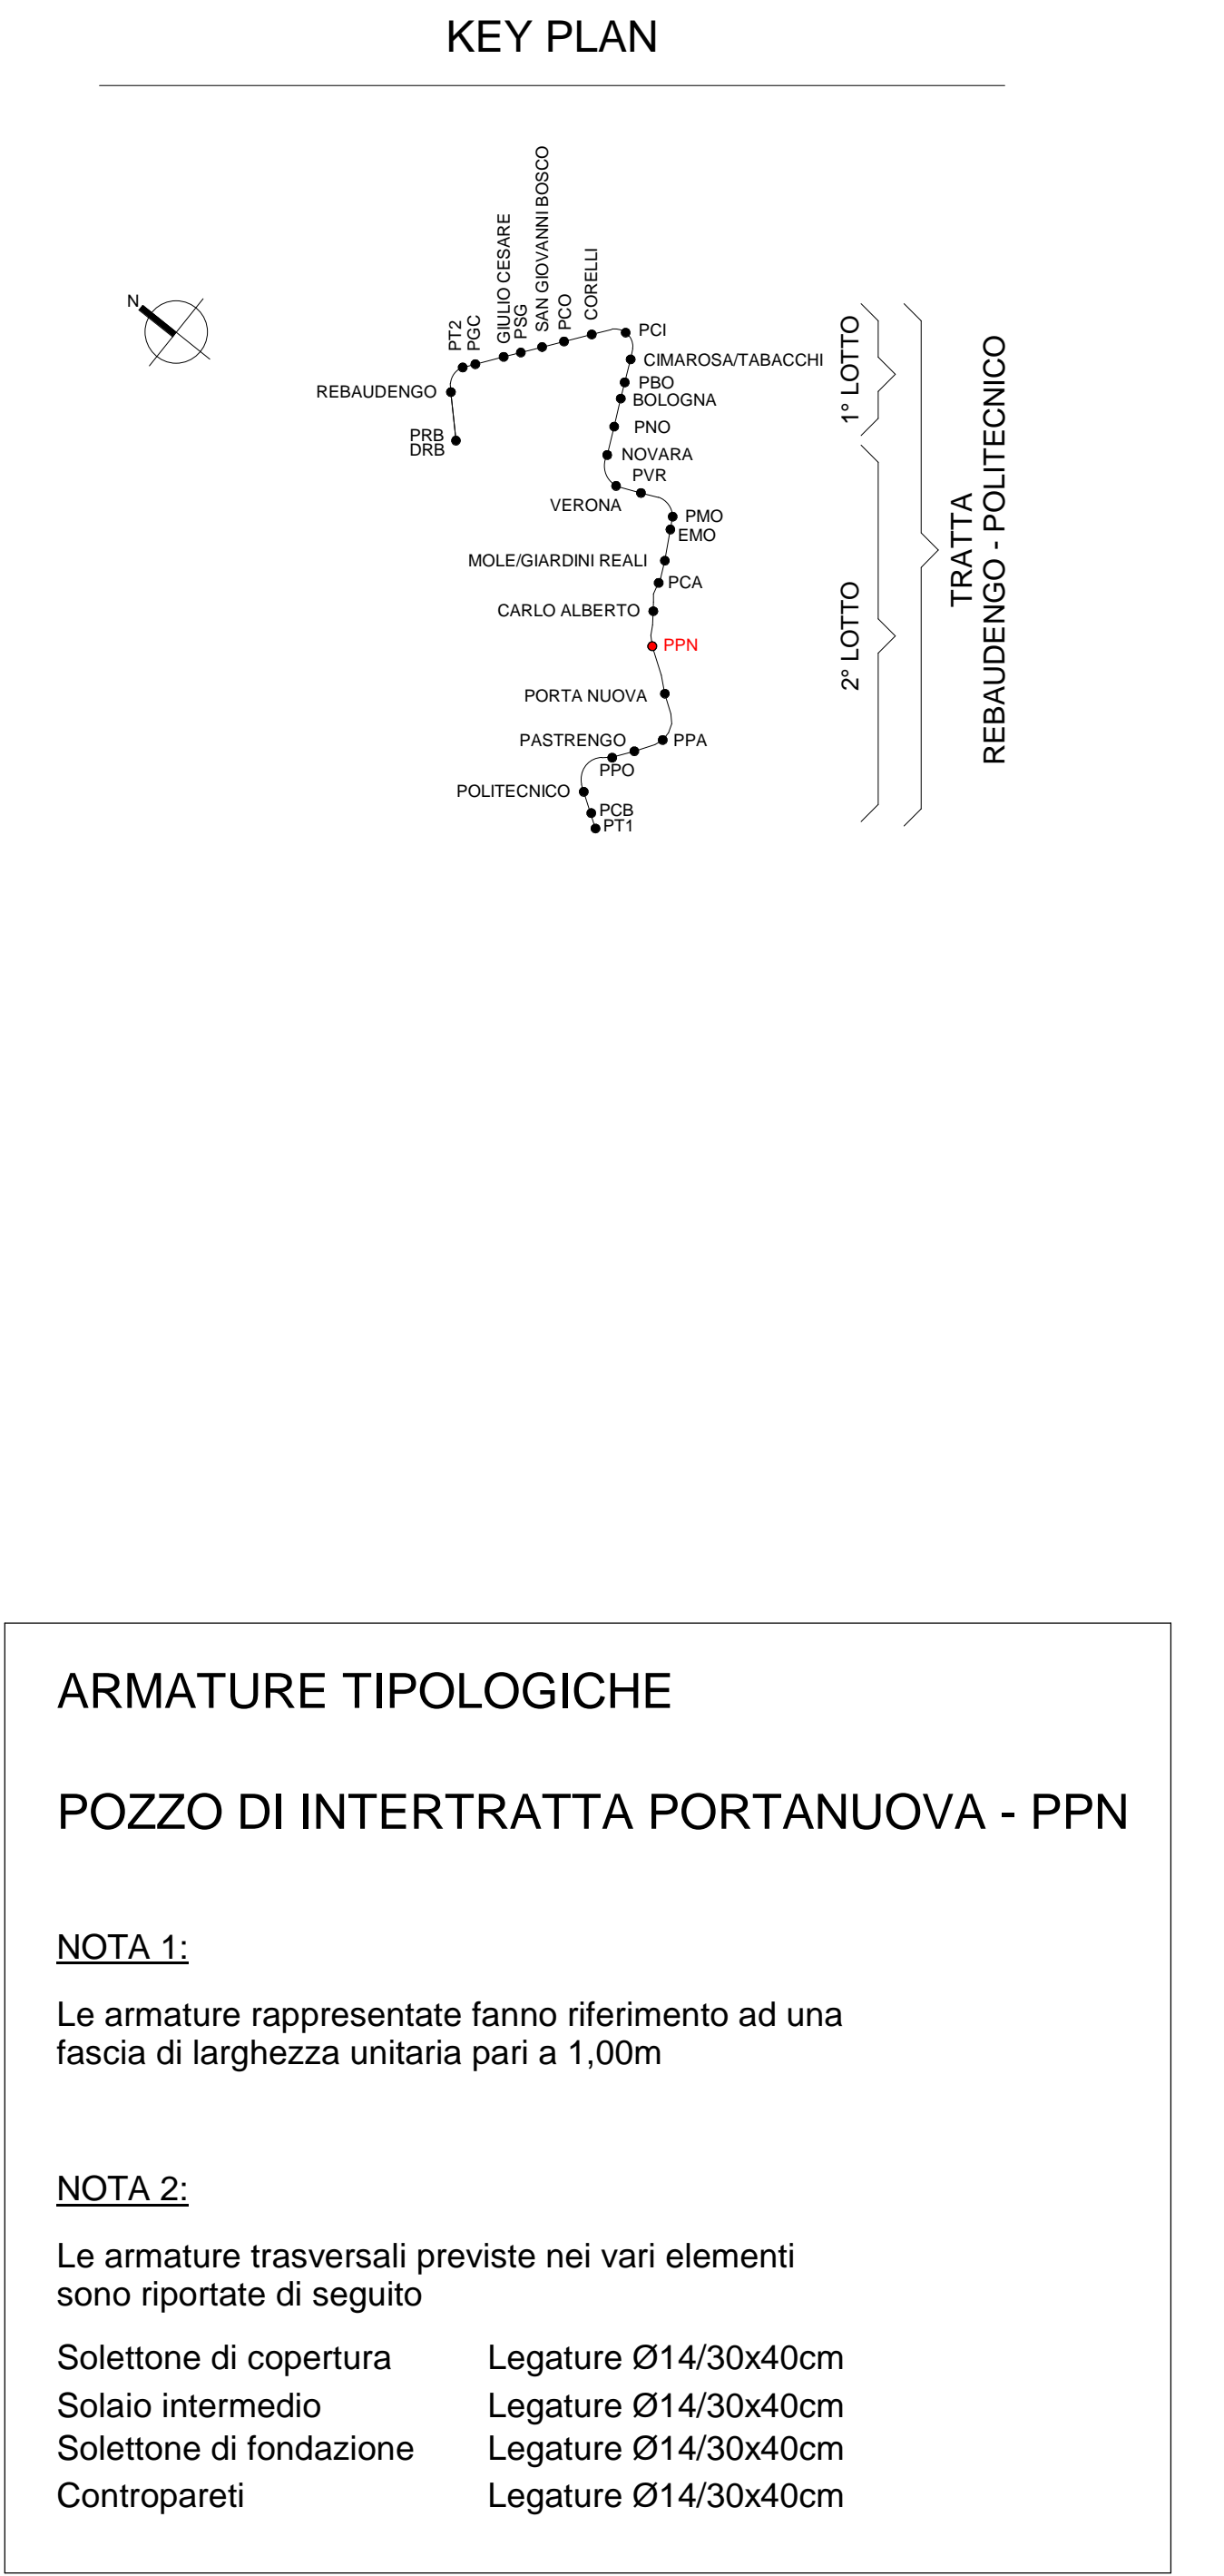 KEY PLAN
N
PT2
PGC
GIULIO CESARE
PSG
SAN GIOVANNI BOSCO
PCO
CORELLI
PCI
CIMAROSA/TABACCHI
REBAUDENGO
PBO
BOLOGNA
PRB
DRB
PNO
NOVARA
PVR
VERONA
PMO
EMO
MOLE/GIARDINI REALI
PCA
CARLO ALBERTO
PPN
PORTA NUOVA
PASTRENGO
PPA
PPO
POLITECNICO
PCB
PT1
1° LOTTO
2° LOTTO
TRATTA
REBAUDENGO - POLITECNICO
ARMATURE TIPOLOGICHE
POZZO DI INTERTRATTA PORTANUOVA - PPN
NOTA 1:
Le armature rappresentate fanno riferimento ad una
fascia di larghezza unitaria pari a 1,00m
NOTA 2:
Le armature trasversali previste nei vari elementi
sono riportate di seguito
Solettone di copertura Legature Ø14/30x40cm
Solaio intermedio Legature Ø14/30x40cm
Solettone di fondazione Legature Ø14/30x40cm
Contropareti Legature Ø14/30x40cm